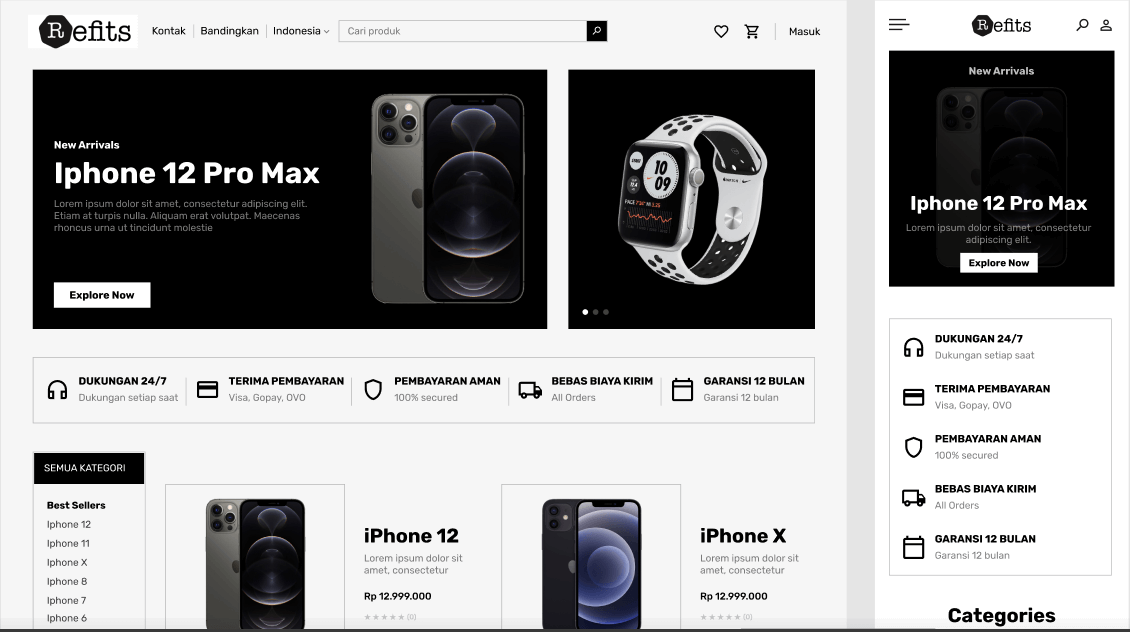 Refits
Kontak
Bandingkan
Indonesia
Cari produk
Masuk
New Arrivals
Iphone 12 Pro Max
Lorem ipsum dolor sit amet, consectetur adipiscing elit.
Etiam at turpis nulla. Aliquam erat volutpat. Maecenas
rhoncus urna ut tincidunt molestie
Explore Now
10
09
PACE 7'36" MI 3.25
DUKUNGAN 24/7
Dukungan setiap saat
TERIMA PEMBAYARAN
Visa, Gopay, OVO
PEMBAYARAN AMAN
100% secured
BEBAS BIAYA KIRIM
All Orders
GARANSI 12 BULAN
Garansi 12 bulan
SEMUA KATEGORI
Best Sellers
Iphone 12
Iphone 11
Iphone X
Iphone 8
Iphone 7
Iphone 6
iPhone 12
Lorem ipsum dolor sit
amet, consectetur
Rp 12.999.000
(0)
iPhone X
Lorem ipsum dolor sit
amet, consectetur
Rp 12.999.000
(0)
Refits
New Arrivals
Iphone 12 Pro Max
Lorem ipsum dolor sit amet, consectetur
adipiscing elit.
Explore Now
DUKUNGAN 24/7
Dukungan setiap saat
TERIMA PEMBAYARAN
Visa, Gopay, OVO
PEMBAYARAN AMAN
100% secured
BEBAS BIAYA KIRIM
All Orders
GARANSI 12 BULAN
Garansi 12 bulan
Categories